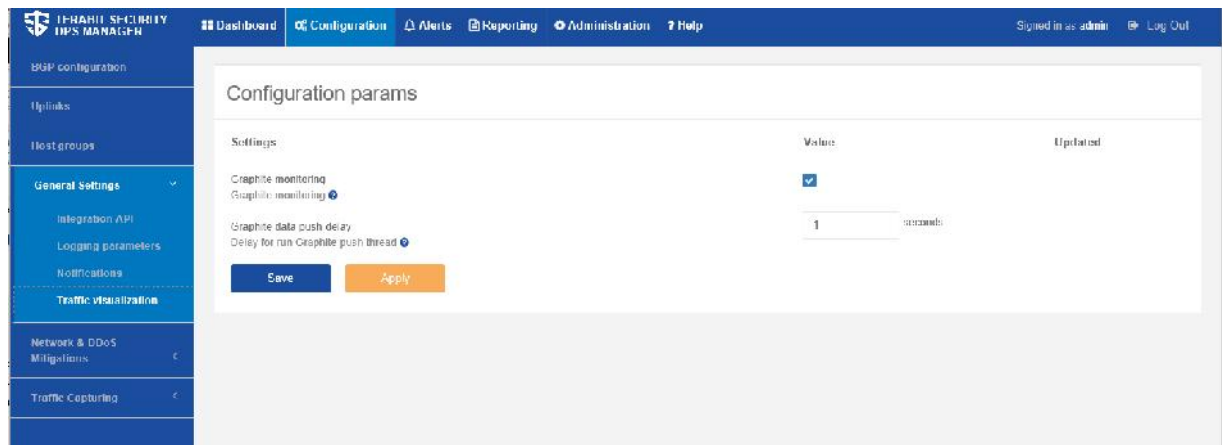 TERABIT SECURITY
DPS MANAGER
Dashboard Configuration Alerts Reporting Administration ? Help
Signed in as admin Log Out
BGP configuration
Uplinks
Host groups
General Settings
Integration API
Logging parameters
Notifications
Traffic visualization
Network & DDoS
Mitigations
Traffic Capturing
Configuration params
Settings Value Updated
Graphite monitoring
Graphite monitoring ?
Graphite data push delay 1 seconds
Delay for run Graphite push thread ?
Save Apply